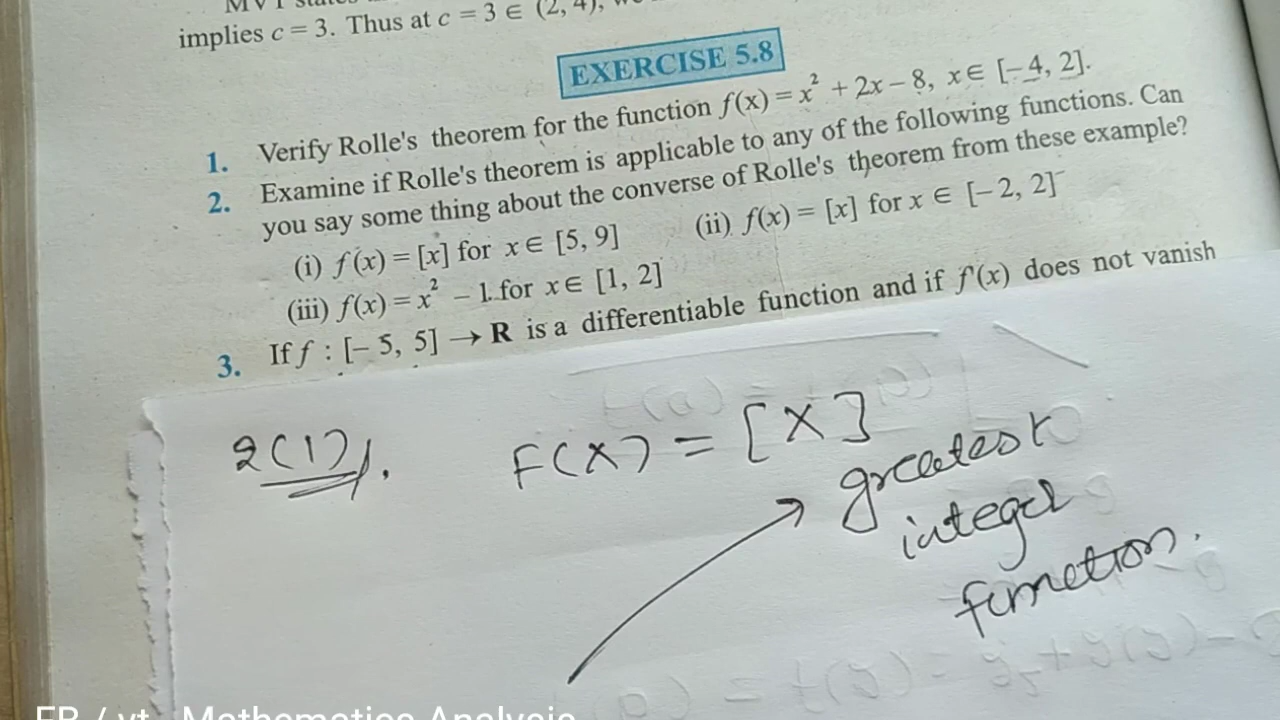 implies c = 3. Thus at c = 3 ∈ (2, 4),
EXERCISE 5.8
1. Verify Rolle's theorem for the function f(x) = x² + 2x – 8, x ∈ [– 4, 2].
2. Examine if Rolle's theorem is applicable to any of the following functions. Can
you say some thing about the converse of Rolle's theorem from these example?
(i) f(x) = [x] for x ∈ [5, 9] (ii) f(x) = [x] for x ∈ [– 2, 2]
(iii) f(x) = x² – 1 for x ∈ [1, 2]
3. If f : [– 5, 5] → R is a differentiable function and if f′(x) does not vanish
2(1).
F(X) = [X]
greatest
integer
function.